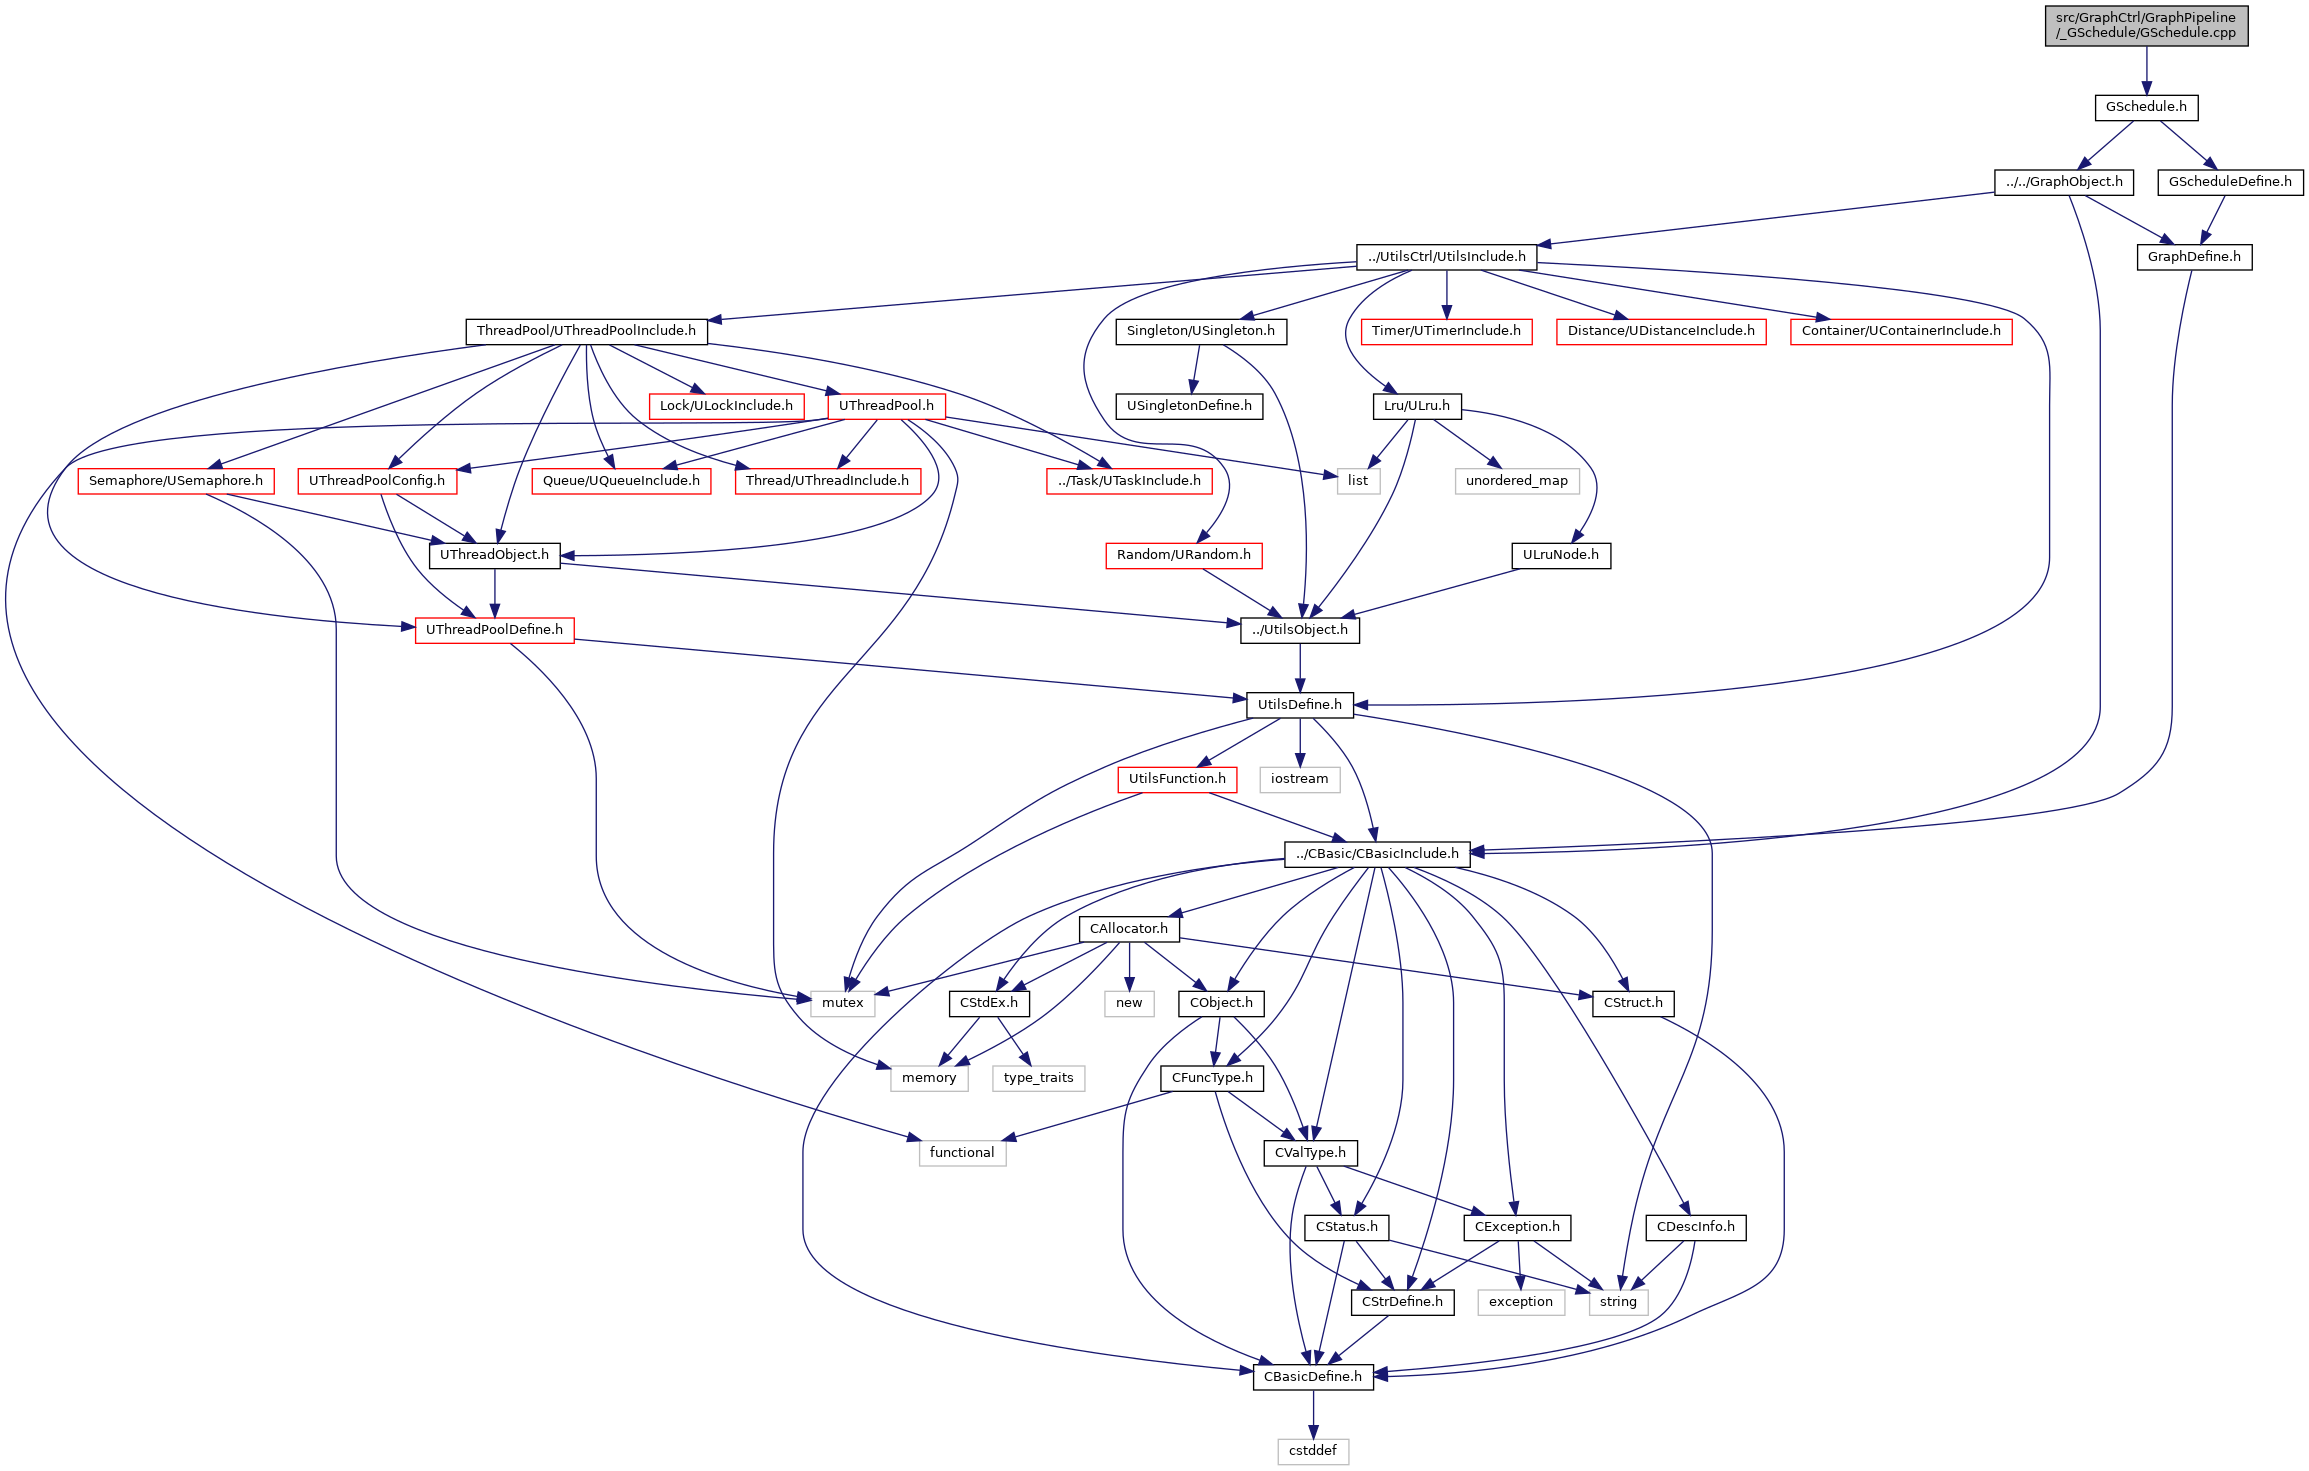 src/GraphCtrl/GraphPipeline
/_GSchedule/GSchedule.cpp
GSchedule.h
../../GraphObject.h
GScheduleDefine.h
../UtilsCtrl/UtilsInclude.h
GraphDefine.h
ThreadPool/UThreadPoolInclude.h
Singleton/USingleton.h
Timer/UTimerInclude.h
Distance/UDistanceInclude.h
Container/UContainerInclude.h
Lock/ULockInclude.h
UThreadPool.h
USingletonDefine.h
Lru/ULru.h
Semaphore/USemaphore.h
UThreadPoolConfig.h
Queue/UQueueInclude.h
Thread/UThreadInclude.h
../Task/UTaskInclude.h
list
unordered_map
UThreadObject.h
Random/URandom.h
ULruNode.h
UThreadPoolDefine.h
../UtilsObject.h
UtilsDefine.h
UtilsFunction.h
iostream
../CBasic/CBasicInclude.h
CAllocator.h
mutex
CStdEx.h
new
CObject.h
CStruct.h
memory
type_traits
CFuncType.h
functional
CValType.h
CStatus.h
CException.h
CDescInfo.h
CStrDefine.h
exception
string
CBasicDefine.h
cstddef